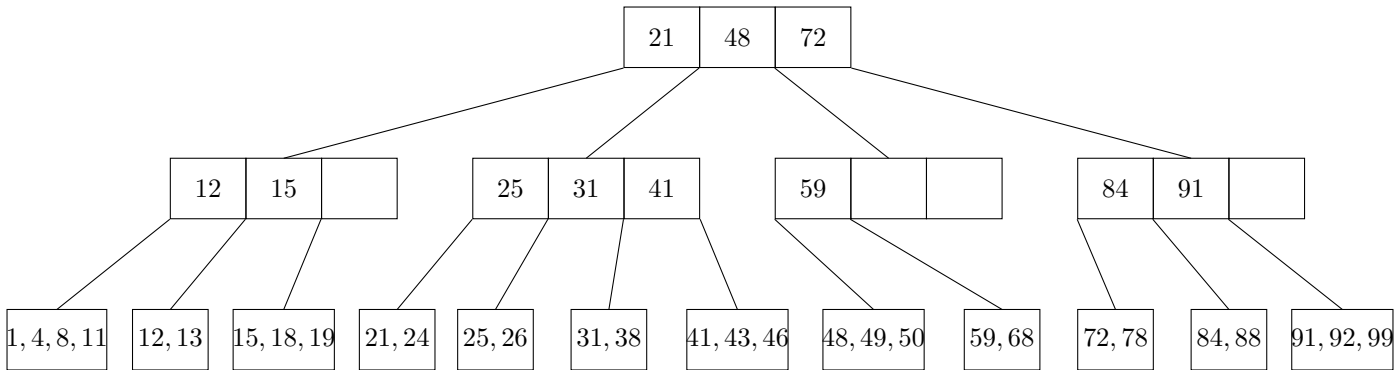 21 48 72
12 15 25 31 41 59 84 91
1, 4, 8, 11 12, 13 15, 18, 19 21, 24 25, 26 31, 38 41, 43, 46 48, 49, 50 59, 68 72, 78 84, 88 91, 92, 99